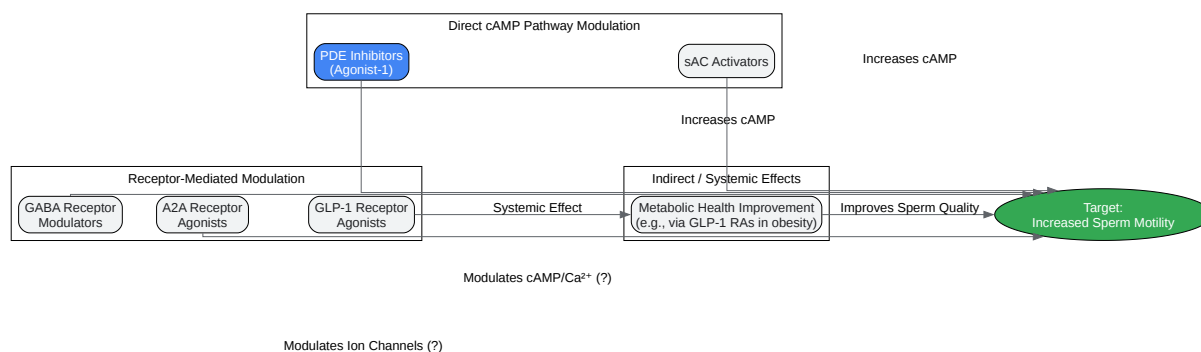 Direct cAMP Pathway Modulation
PDE Inhibitors
(Agonist-1)
sAC Activators
Increases cAMP
Increases cAMP
Receptor-Mediated Modulation
Indirect / Systemic Effects
GABA Receptor
Modulators
A2A Receptor
Agonists
GLP-1 Receptor
Agonists
Systemic Effect
Metabolic Health Improvement
(e.g., via GLP-1 RAs in obesity)
Improves Sperm Quality
Target:
Increased Sperm Motility
Modulates cAMP/Ca²⁺ (?)
Modulates Ion Channels (?)